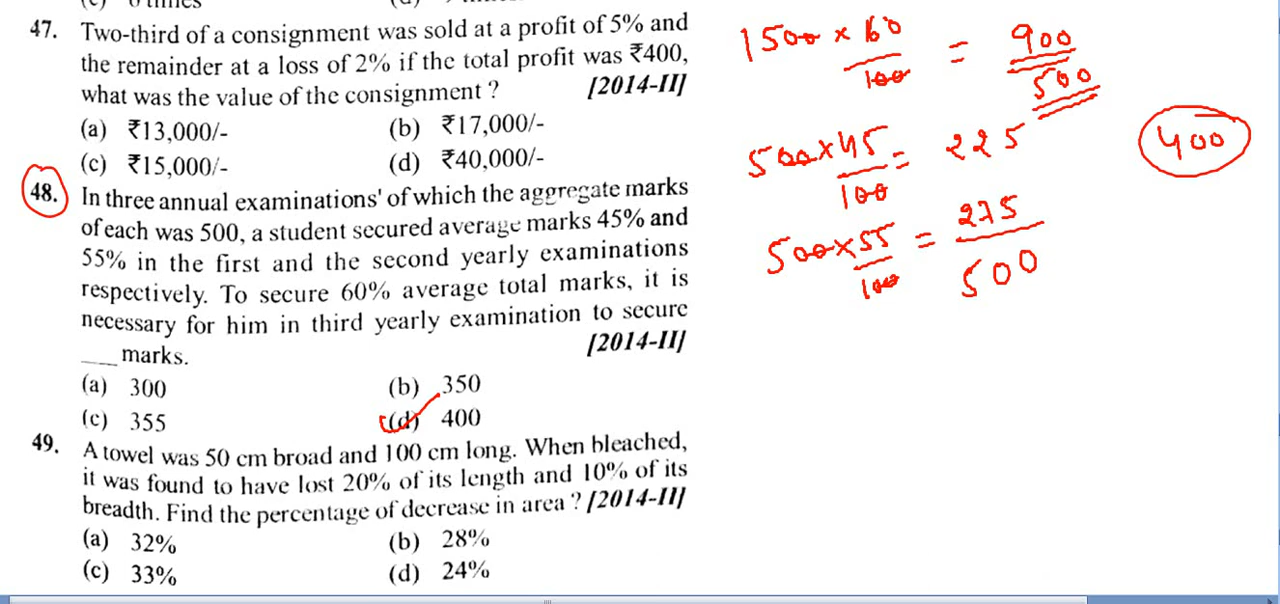 47. Two-third of a consignment was sold at a profit of 5% and
the remainder at a loss of 2% if the total profit was ₹400,
what was the value of the consignment ? [2014-II]
(a) ₹13,000/- (b) ₹17,000/-
(c) ₹15,000/- (d) ₹40,000/-
48. In three annual examinations' of which the aggregate marks
of each was 500, a student secured average marks 45% and
55% in the first and the second yearly examinations
respectively. To secure 60% average total marks, it is
necessary for him in third yearly examination to secure
___ marks. [2014-II]
(a) 300 (b) 350
(c) 355 (d) 400
49. A towel was 50 cm broad and 100 cm long. When bleached,
it was found to have lost 20% of its length and 10% of its
breadth. Find the percentage of decrease in area ? [2014-II]
(a) 32% (b) 28%
(c) 33% (d) 24%
1500 × 60/100 = 900
500
500×45/100 = 225
500×55/100 = 275
500
400